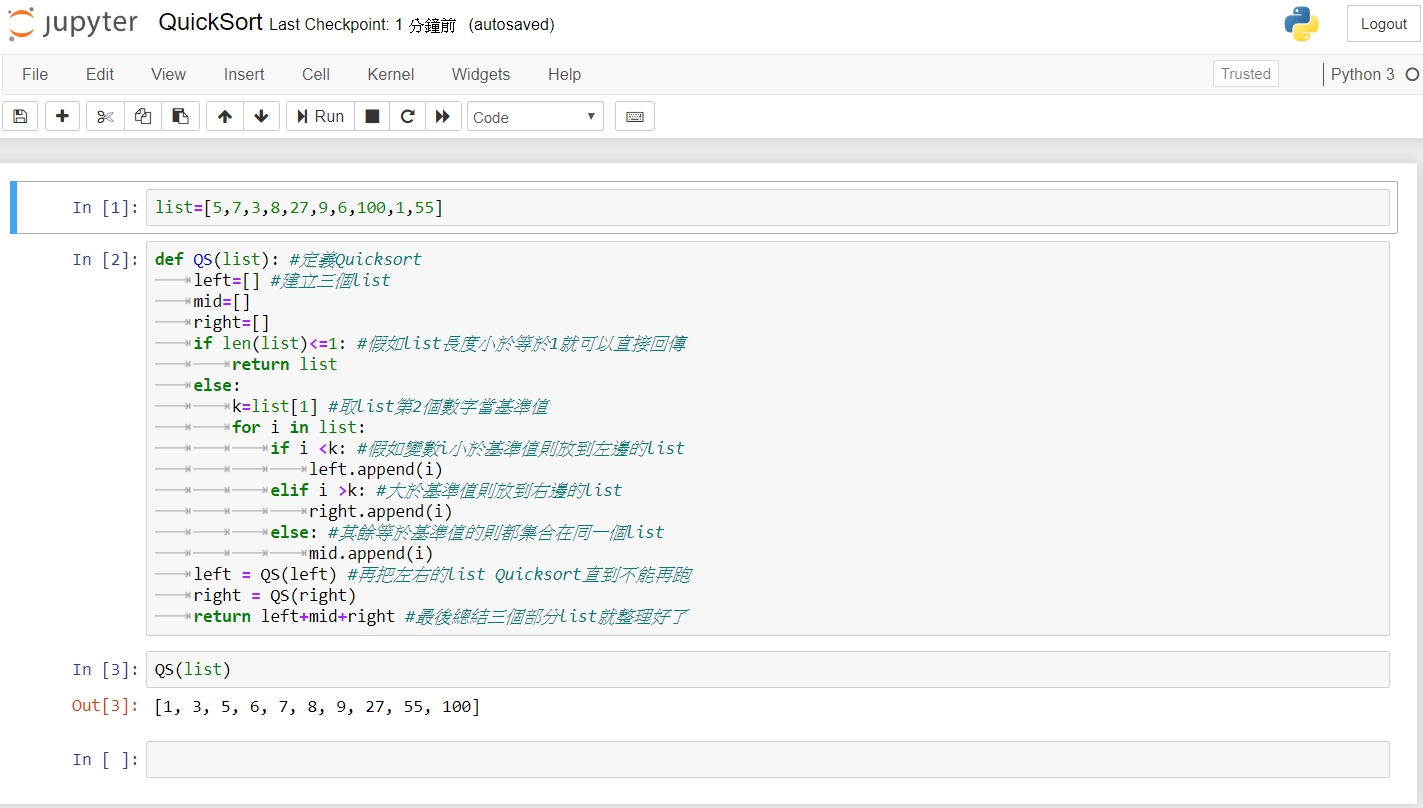 jupyter QuickSort Last Checkpoint: 1 分鐘前 (autosaved) Logout
File Edit View Insert Cell Kernel Widgets Help Trusted Python 3
Run Code
In [1]: list=[5,7,3,8,27,9,6,100,1,55]
In [2]: def QS(list): #定義Quicksort
left=[] #建立三個list
mid=[]
right=[]
if len(list)<=1: #假如list長度小於等於1就可以直接回傳
return list
else:
k=list[1] #取list第2個數字當基準值
for i in list:
if i <k: #假如變數i小於基準值則放到左邊的list
left.append(i)
elif i >k: #大於基準值則放到右邊的list
right.append(i)
else: #其餘等於基準值的則都集合在同一個list
mid.append(i)
left = QS(left) #再把左右的list Quicksort直到不能再跑
right = QS(right)
return left+mid+right #最後總結三個部分list就整理好了
In [3]: QS(list)
Out[3]: [1, 3, 5, 6, 7, 8, 9, 27, 55, 100]
In [ ]: